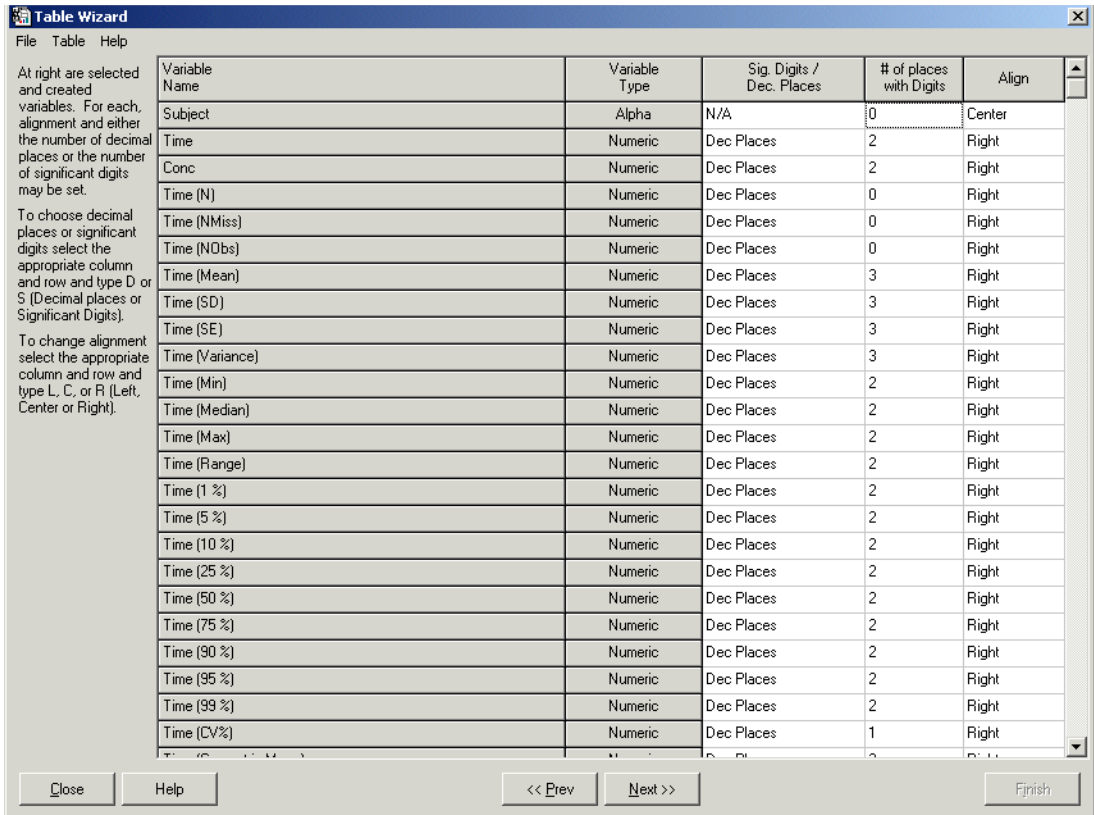 Table Wizard
File Table Help
At right are selected
and created
variables. For each,
alignment and either
the number of decimal
places or the number
of significant digits
may be set.
To choose decimal
places or significant
digits select the
appropriate column
and row and type D or
S (Decimal places or
Significant Digits).
To change alignment
select the appropriate
column and row and
type L, C, or R (Left,
Center or Right).
Variable Name Variable Type Sig. Digits / Dec. Places # of places with Digits Align
Subject Alpha N/A 0 Center
Time Numeric Dec Places 2 Right
Conc Numeric Dec Places 2 Right
Time (N) Numeric Dec Places 0 Right
Time (NMiss) Numeric Dec Places 0 Right
Time (NObs) Numeric Dec Places 0 Right
Time (Mean) Numeric Dec Places 3 Right
Time (SD) Numeric Dec Places 3 Right
Time (SE) Numeric Dec Places 3 Right
Time (Variance) Numeric Dec Places 3 Right
Time (Min) Numeric Dec Places 2 Right
Time (Median) Numeric Dec Places 2 Right
Time (Max) Numeric Dec Places 2 Right
Time (Range) Numeric Dec Places 2 Right
Time (1 %) Numeric Dec Places 2 Right
Time (5 %) Numeric Dec Places 2 Right
Time (10 %) Numeric Dec Places 2 Right
Time (25 %) Numeric Dec Places 2 Right
Time (50 %) Numeric Dec Places 2 Right
Time (75 %) Numeric Dec Places 2 Right
Time (90 %) Numeric Dec Places 2 Right
Time (95 %) Numeric Dec Places 2 Right
Time (99 %) Numeric Dec Places 2 Right
Time (CV%) Numeric Dec Places 1 Right
Close Help << Prev Next >> Finish